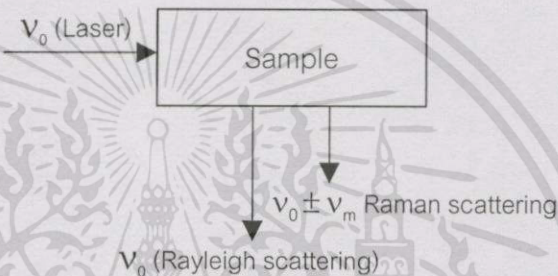 ν₀ (Laser)
Sample
ν₀ ± νₘ Raman scattering
ν₀ (Rayleigh scattering)